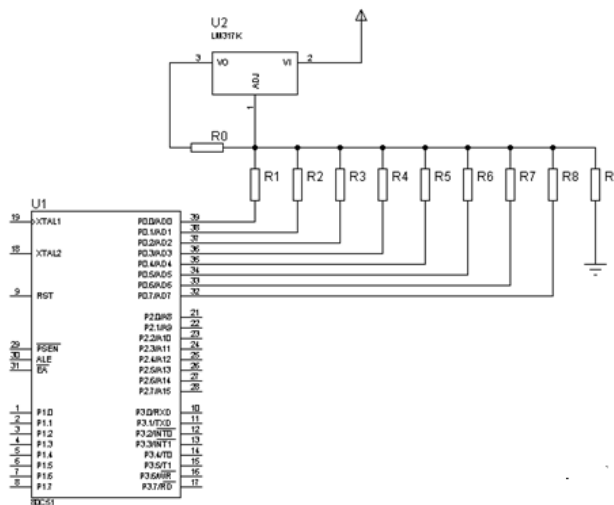 U2
LM317K
3 VO VI 2
ADJ
1
R0
R1 R2 R3 R4 R5 R6 R7 R8 R
U1
19 XTAL1 P0.0/AD0 39
P0.1/AD1 38
P0.2/AD2 37
18 XTAL2 P0.3/AD3 36
P0.4/AD4 35
P0.5/AD5 34
P0.6/AD6 33
9 RST P0.7/AD7 32
P2.0/A8 21
P2.1/A9 22
P2.2/A10 23
29 PSEN P2.3/A11 24
30 ALE P2.4/A12 25
31 EA P2.5/A13 26
P2.6/A14 27
P2.7/A15 28
1 P1.0 P3.0/RXD 10
2 P1.1 P3.1/TXD 11
3 P1.2 P3.2/INT0 12
4 P1.3 P3.3/INT1 13
5 P1.4 P3.4/T0 14
6 P1.5 P3.5/T1 15
7 P1.6 P3.6/WR 16
8 P1.7 P3.7/RD 17
80C51